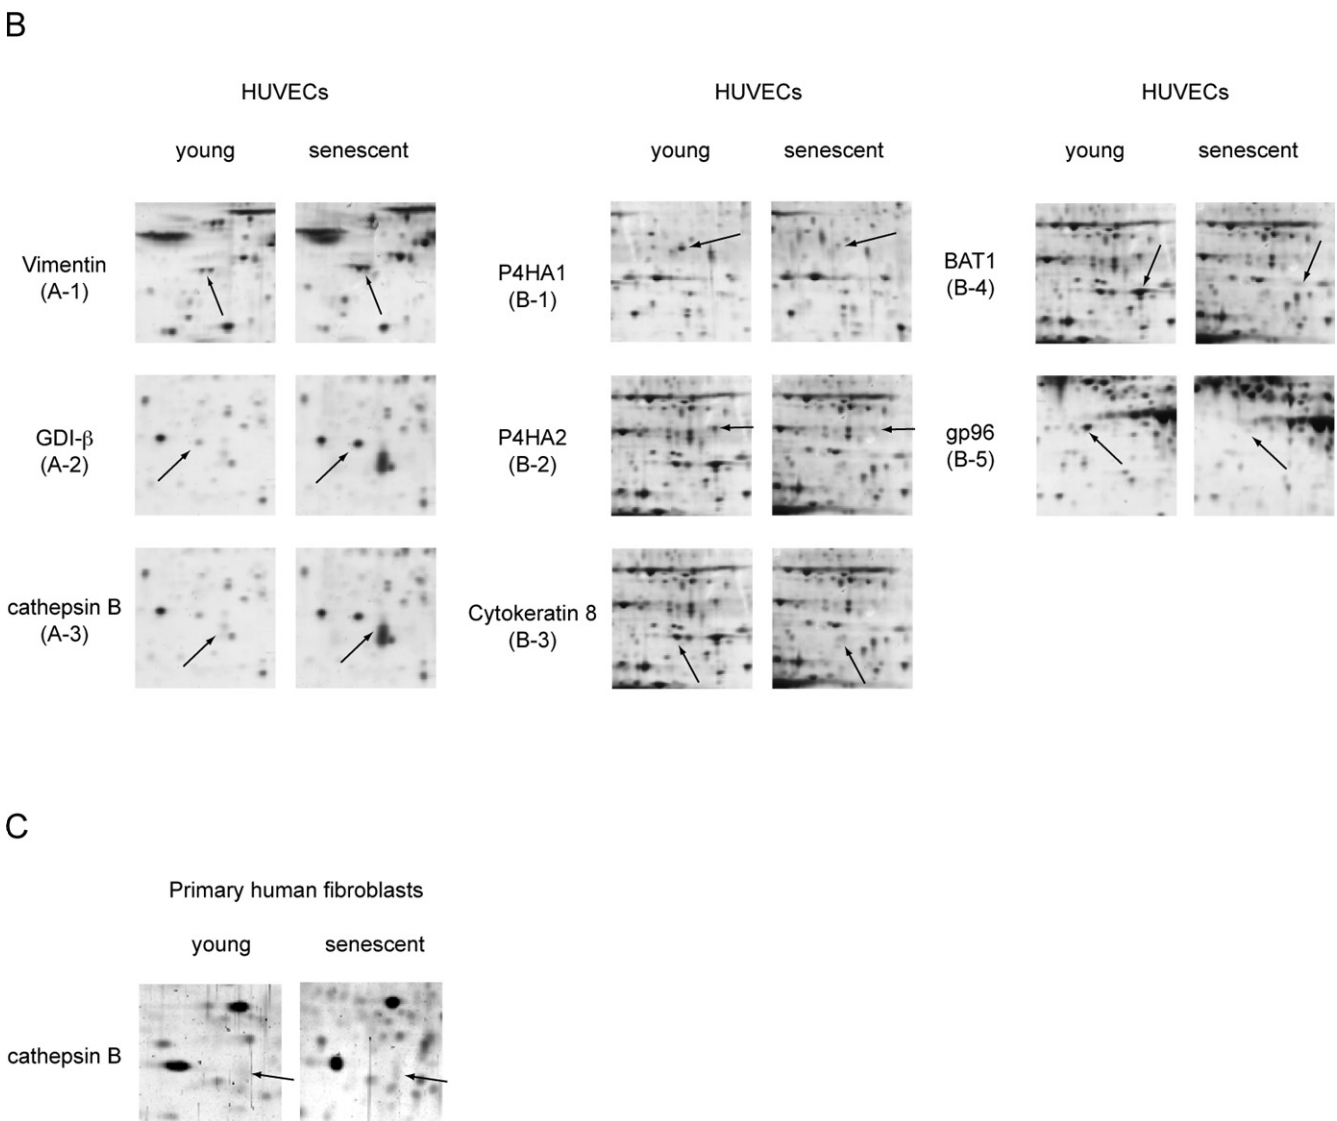 B
HUVECs
young senescent
Vimentin
(A-1)
GDI-β
(A-2)
cathepsin B
(A-3)
HUVECs
young senescent
P4HA1
(B-1)
P4HA2
(B-2)
Cytokeratin 8
(B-3)
HUVECs
young senescent
BAT1
(B-4)
gp96
(B-5)
C
Primary human fibroblasts
young senescent
cathepsin B